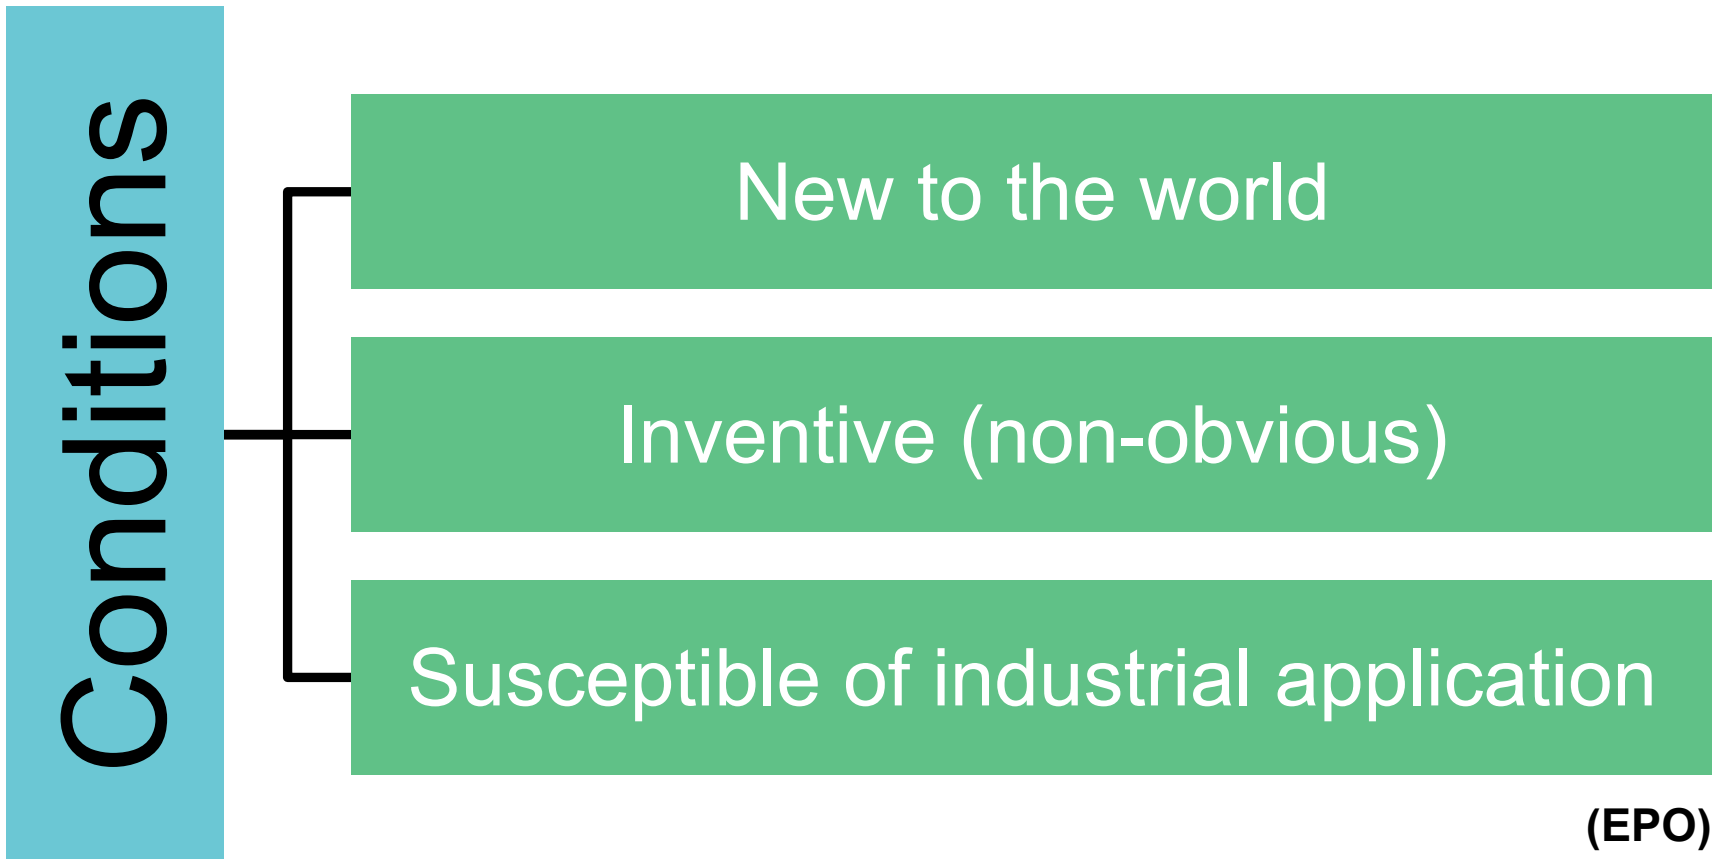 Conditions
New to the world
Inventive (non-obvious)
Susceptible of industrial application
(EPO)